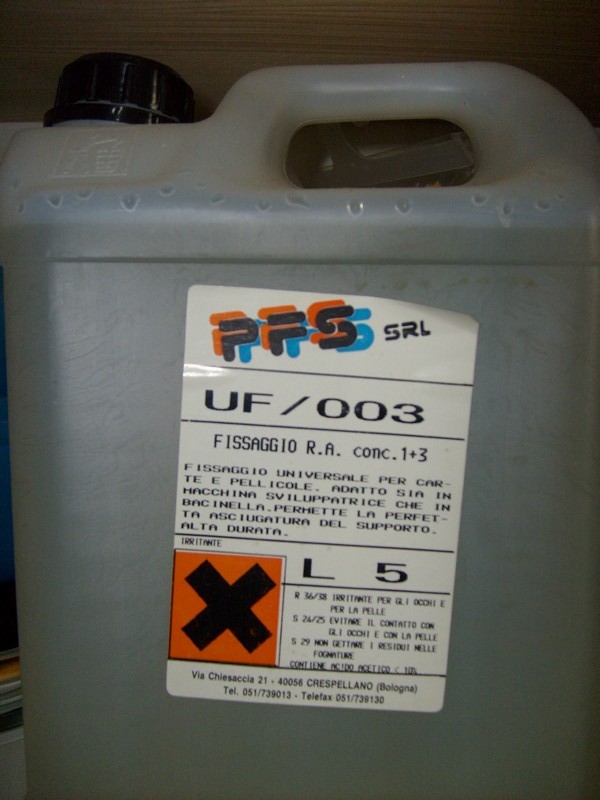 PFS SRL
UF/003
FISSAGGIO R.A. conc.1+3
FISSAGGIO UNIVERSALE PER CAR-
TE E PELLICOLE. ADATTO SIA IN
MACCHINA SVILUPPATRICE CHE IN
BACINELLA.PERMETTE LA PERFET-
TA ASCIUGATURA DEL SUPPORTO.
ALTA DURATA.
IRRITANTE
L 5
R 36/38 IRRITANTE PER GLI OCCHI E
PER LA PELLE
S 24/25 EVITARE IL CONTATTO CON
GLI OCCHI E CON LA PELLE
S 29 NON GETTARE I RESIDUI NELLE
FOGNATURE
CONTIENE ACIDO ACETICO < 10%
Via Chiesaccia 21 - 40056 CRESPELLANO (Bologna)
Tel. 051/739013 - Telefax 051/739130